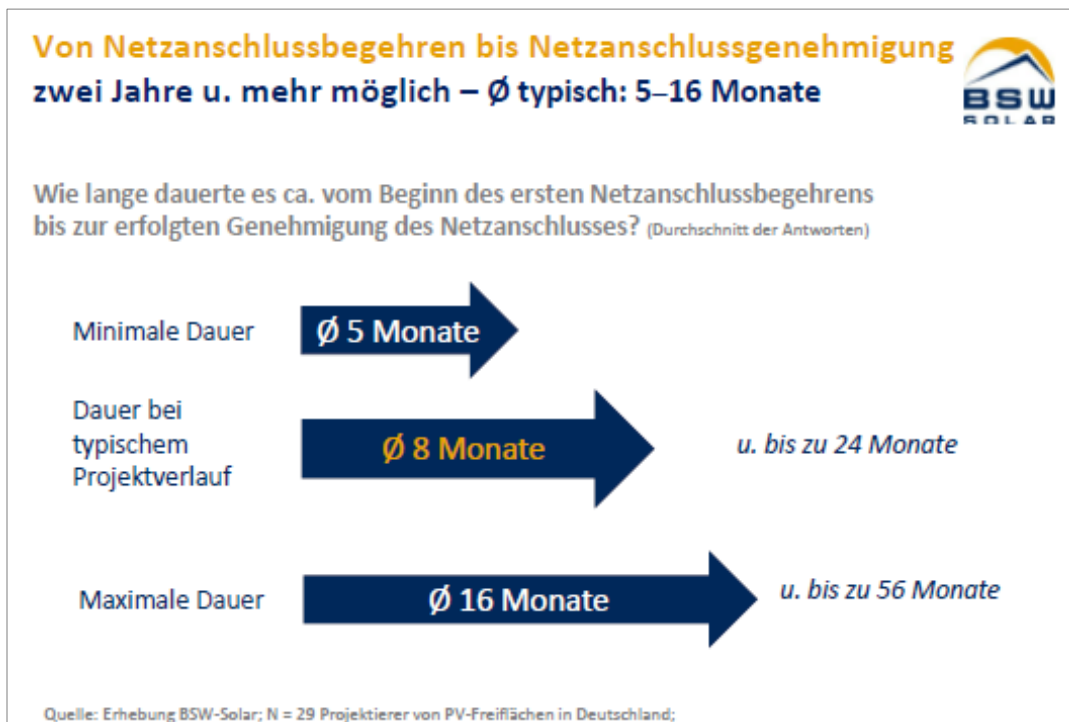 Von Netzanschlussbegehren bis Netzanschlussgenehmigung
zwei Jahre u. mehr möglich – Ø typisch: 5–16 Monate
BSW
SOLAR
Wie lange dauerte es ca. vom Beginn des ersten Netzanschlussbegehrens
bis zur erfolgten Genehmigung des Netzanschlusses? (Durchschnitt der Antworten)
Minimale Dauer
Ø 5 Monate
Dauer bei
typischem
Projektverlauf
Ø 8 Monate
u. bis zu 24 Monate
Maximale Dauer
Ø 16 Monate
u. bis zu 56 Monate
Quelle: Erhebung BSW-Solar; N = 29 Projektierer von PV-Freiflächen in Deutschland;